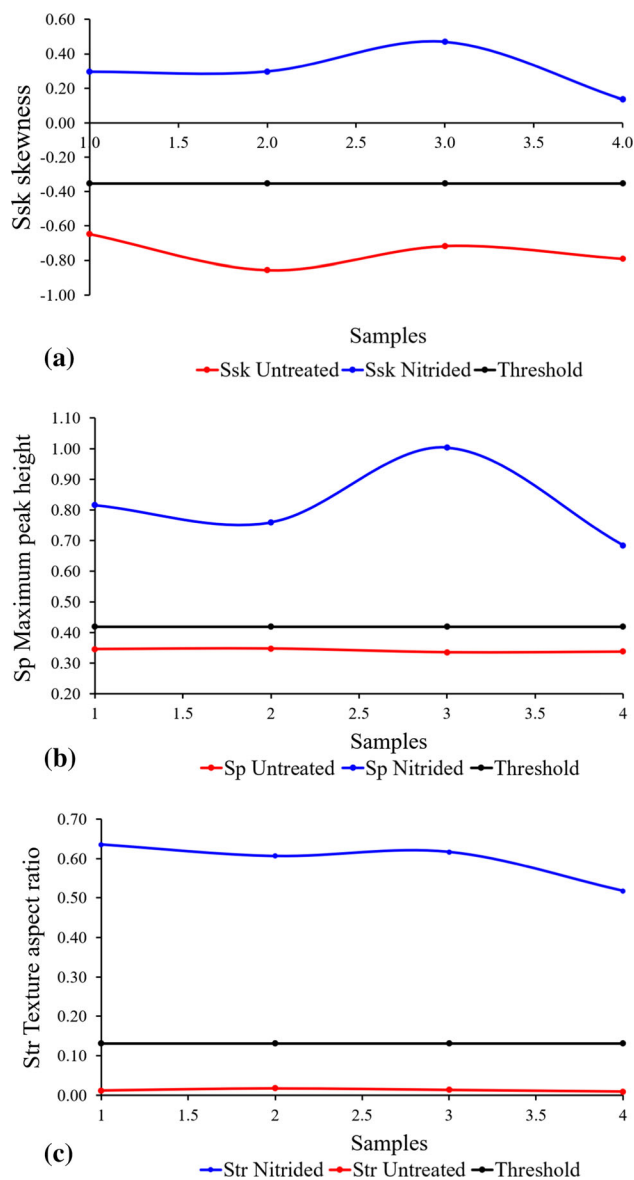 0.60
0.40
0.20
0.00
-0.20
-0.40
-0.60
-0.80
-1.00
Ssk skewness
1.0 1.5 2.0 2.5 3.0 3.5 4.0
Samples
(a)
Ssk Untreated Ssk Nitrided Threshold
1.10
1.00
0.90
0.80
0.70
0.60
0.50
0.40
0.30
0.20
Sp Maximum peak height
1 1.5 2 2.5 3 3.5 4
Samples
(b)
Sp Untreated Sp Nitrided Threshold
0.70
0.60
0.50
0.40
0.30
0.20
0.10
0.00
Str Texture aspect ratio
1 1.5 2 2.5 3 3.5 4
Samples
(c)
Str Nitrided Str Untreated Threshold